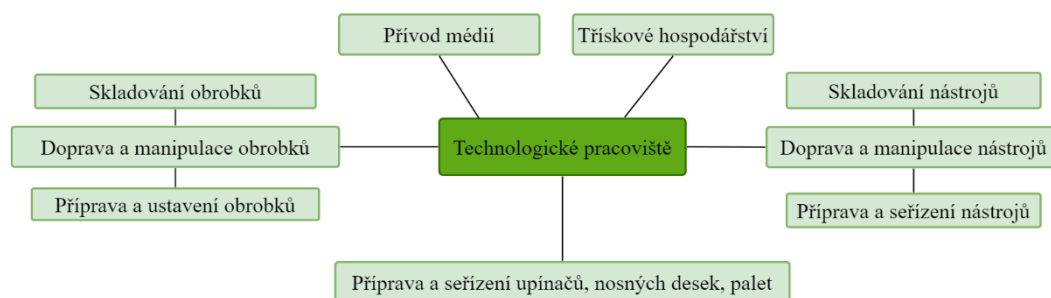 Přívod médií
Třískové hospodářství
Skladování obrobků
Skladování nástrojů
Doprava a manipulace obrobků
Technologické pracoviště
Doprava a manipulace nástrojů
Příprava a ustavení obrobků
Příprava a seřízení nástrojů
Příprava a seřízení upínačů, nosných desek, palet